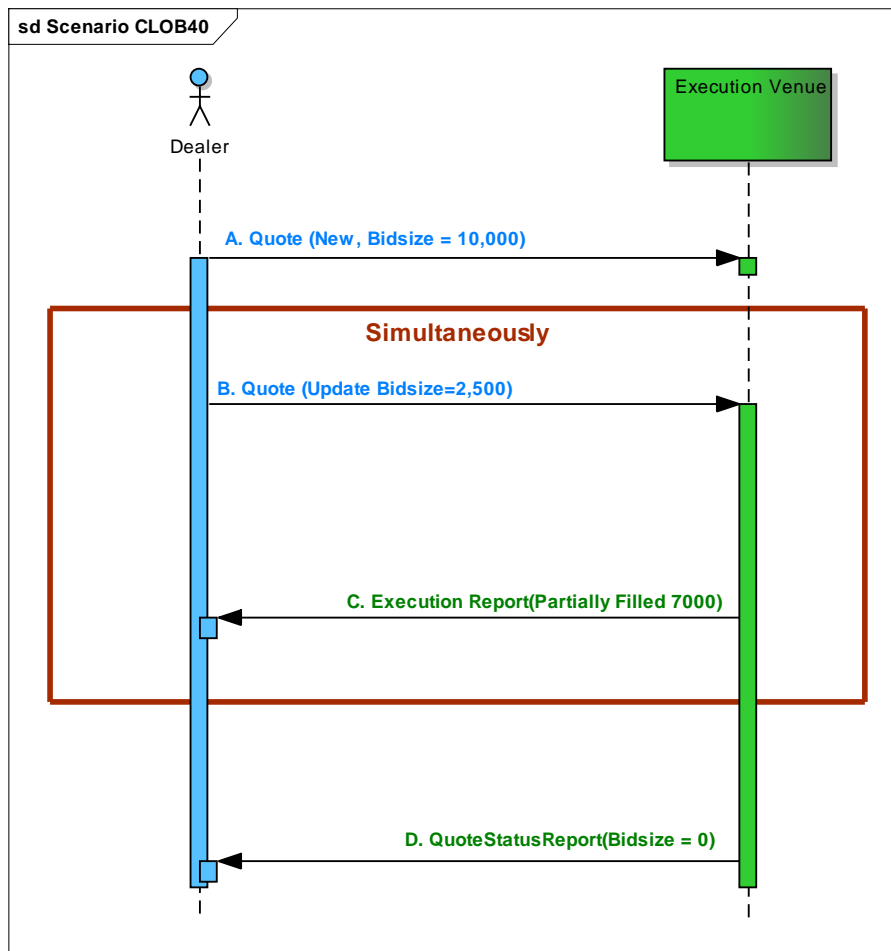 sd Scenario CLOB40
Dealer
Execution Venue
A. Quote (New, Bidsize = 10,000)
Simultaneously
B. Quote (Update Bidsize=2,500)
C. Execution Report(Partially Filled 7000)
D. QuoteStatusReport(Bidsize = 0)